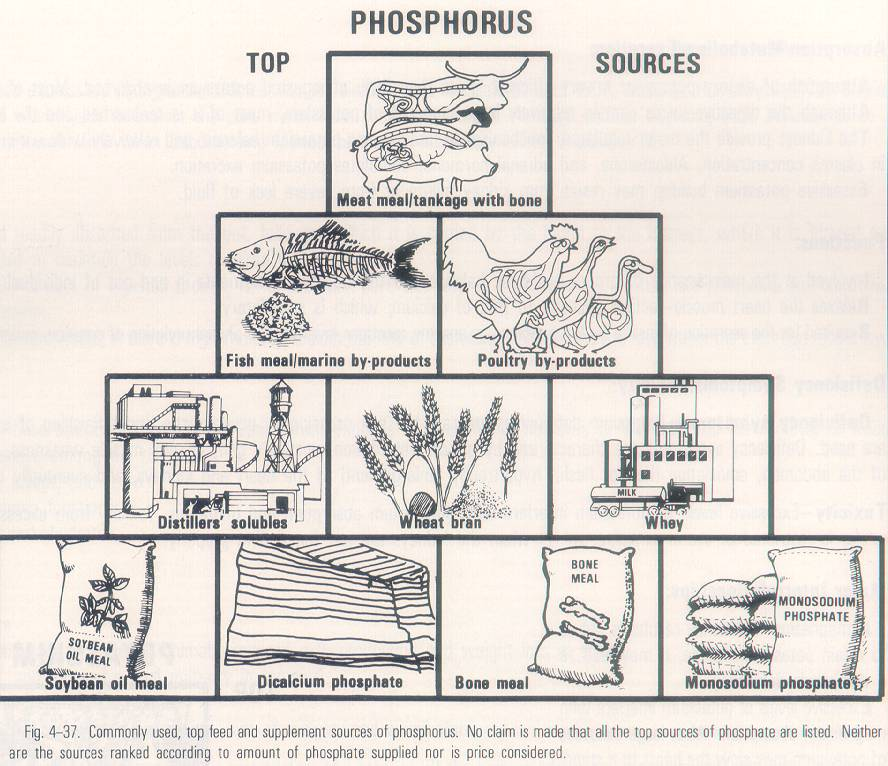 PHOSPHORUS
TOP SOURCES
Meat meal/tankage with bone
Fish meal/marine by-products
Poultry by-products
Distillers' solubles
Wheat bran
MILK
Whey
SOYBEAN
OIL MEAL
Soybean oil meal
Dicalcium phosphate
BONE
MEAL
Bone meal
MONOSODIUM
PHOSPHATE
Monosodium phosphate
Fig. 4–37. Commonly used, top feed and supplement sources of phosphorus. No claim is made that all the top sources of phosphate are listed. Neither
are the sources ranked according to amount of phosphate supplied nor is price considered.